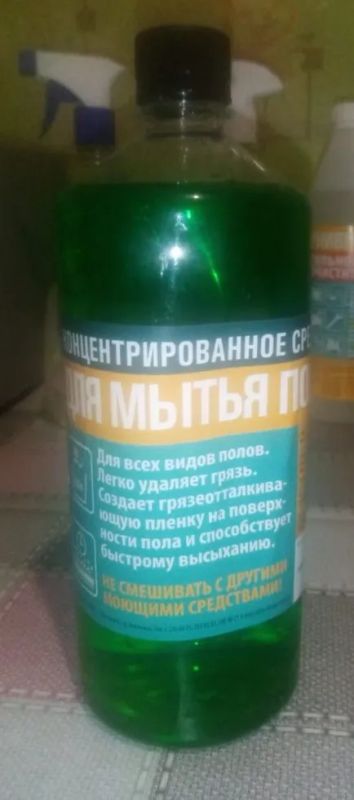 КОНЦЕНТРИРОВАННОЕ СРЕ
ДЛЯ МЫТЬЯ ПО
Для всех видов полов.
Легко удаляет грязь.
Создает грязеотталкива-
ющую пленку на поверх-
ности пола и способствует
быстрому высыханию.
НЕ СМЕШИВАТЬ С ДРУГИМИ
МОЮЩИМИ СРЕДСТВАМИ!